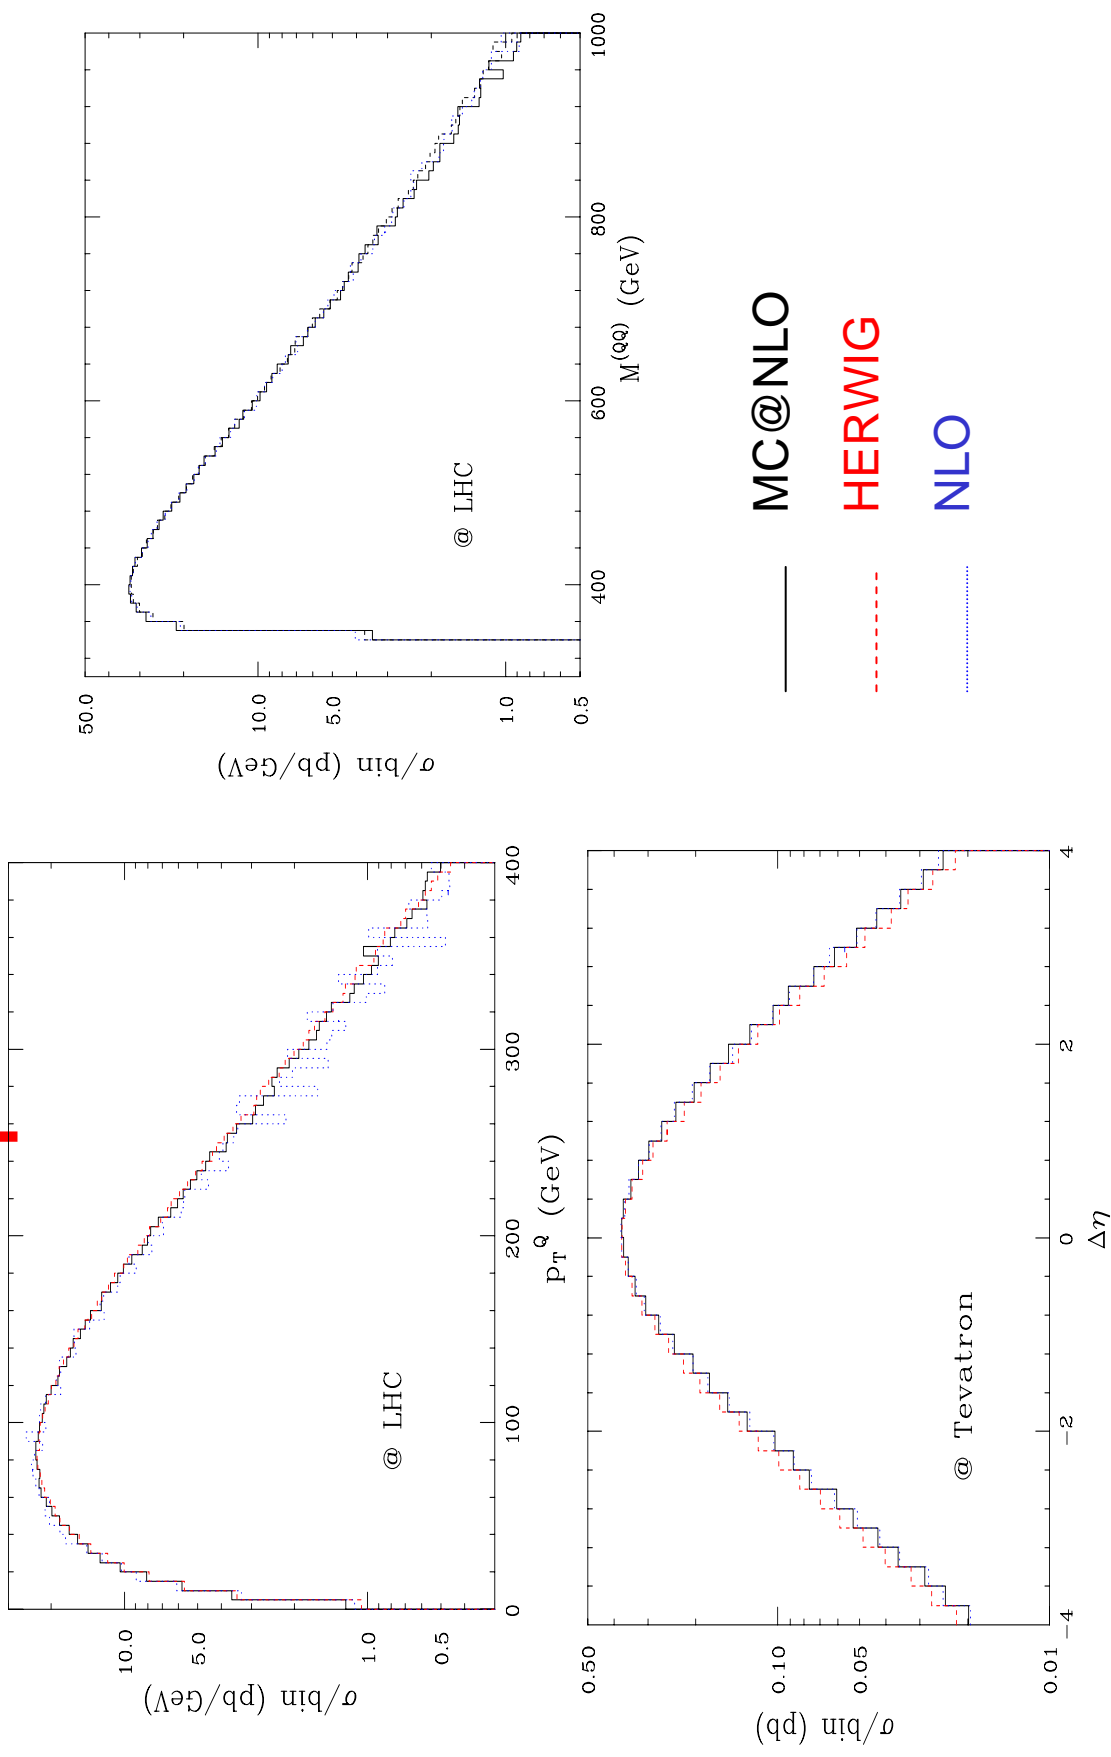 σ/bin (pb/GeV)
10.0
5.0
1.0
0.5
0
100
200
300
400
p_T^Q (GeV)
@ LHC
σ/bin (pb/GeV)
50.0
10.0
5.0
1.0
0.5
400
600
800
1000
M^(QQ) (GeV)
@ LHC
σ/bin (pb)
0.50
0.10
0.05
0.01
−4
−2
0
2
4
Δη
@ Tevatron
MC@NLO
HERWIG
NLO